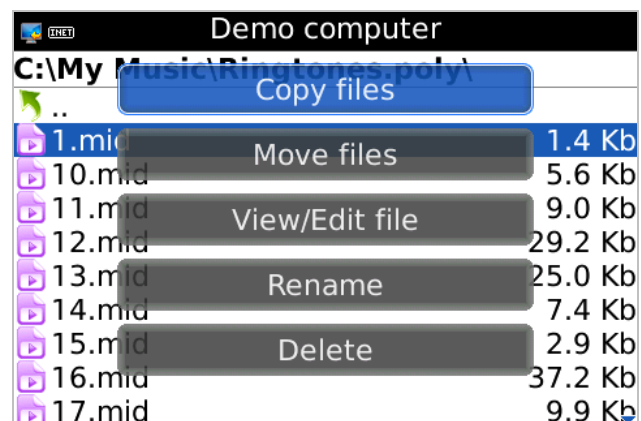 INET Demo computer
C:\My Music\Ringtones.poly\
Copy files
..
1.mid 1.4 Kb
Move files
10.mid 5.6 Kb
11.mid 9.0 Kb
View/Edit file
12.mid 29.2 Kb
13.mid 25.0 Kb
Rename
14.mid 7.4 Kb
15.mid 2.9 Kb
Delete
16.mid 37.2 Kb
17.mid 9.9 Kb